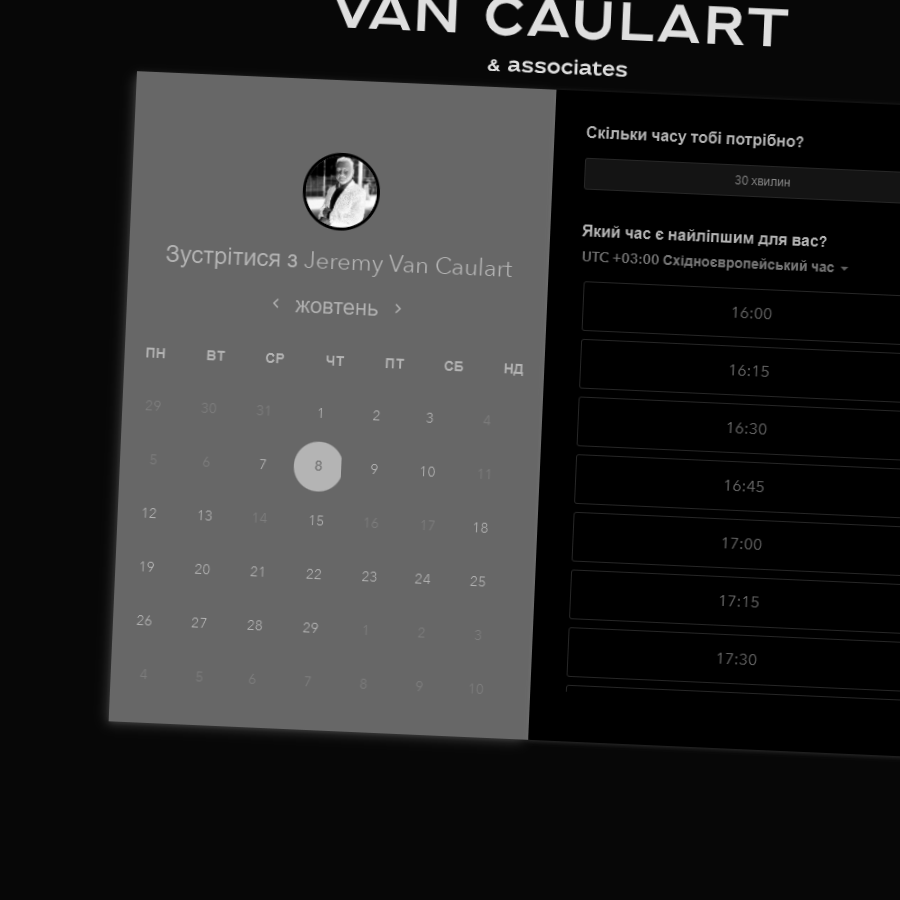 VAN CAULART
& associates
Зустрітися з Jeremy Van Caulart
жовтень
ПН ВТ СР ЧТ ПТ СБ НД
29 30 31 1 2 3 4
5 6 7 8 9 10 11
12 13 14 15 16 17 18
19 20 21 22 23 24 25
26 27 28 29 1 2 3
4 5 6 7 8 9 10
Скільки часу тобі потрібно?
30 хвилин
Який час є найліпшим для вас?
UTC +03:00 Східноєвропейський час
16:00
16:15
16:30
16:45
17:00
17:15
17:30